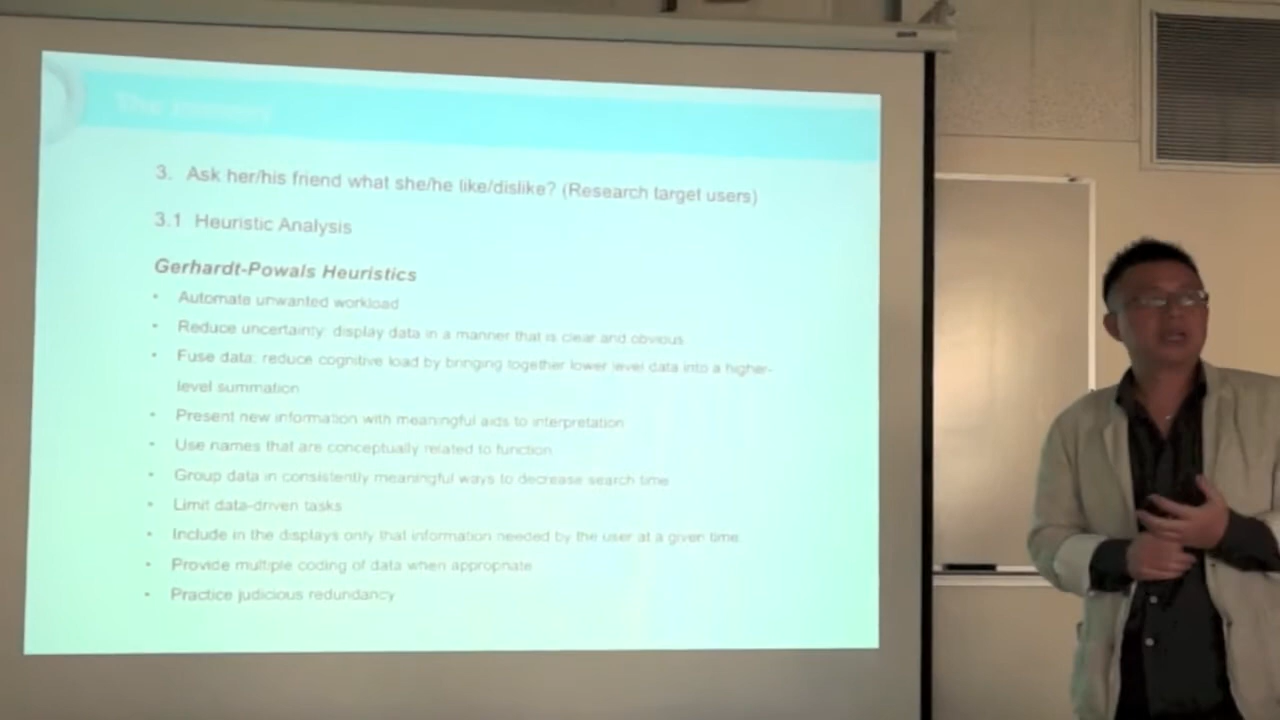 3. Ask her/his friend what she/he like/dislike? (Research target users)
3.1 Heuristic Analysis
Gerhardt-Powals Heuristics
• Automate unwanted workload
• Reduce uncertainty: display data in a manner that is clear and obvious.
• Fuse data: reduce cognitive load by bringing together lower level data into a higher-
level summation
• Present new information with meaningful aids to interpretation
• Use names that are conceptually related to function
• Group data in consistently meaningful ways to decrease search time
• Limit data-driven tasks
• Include in the displays only that information needed by the user at a given time.
• Provide multiple coding of data when appropriate
• Practice judicious redundancy